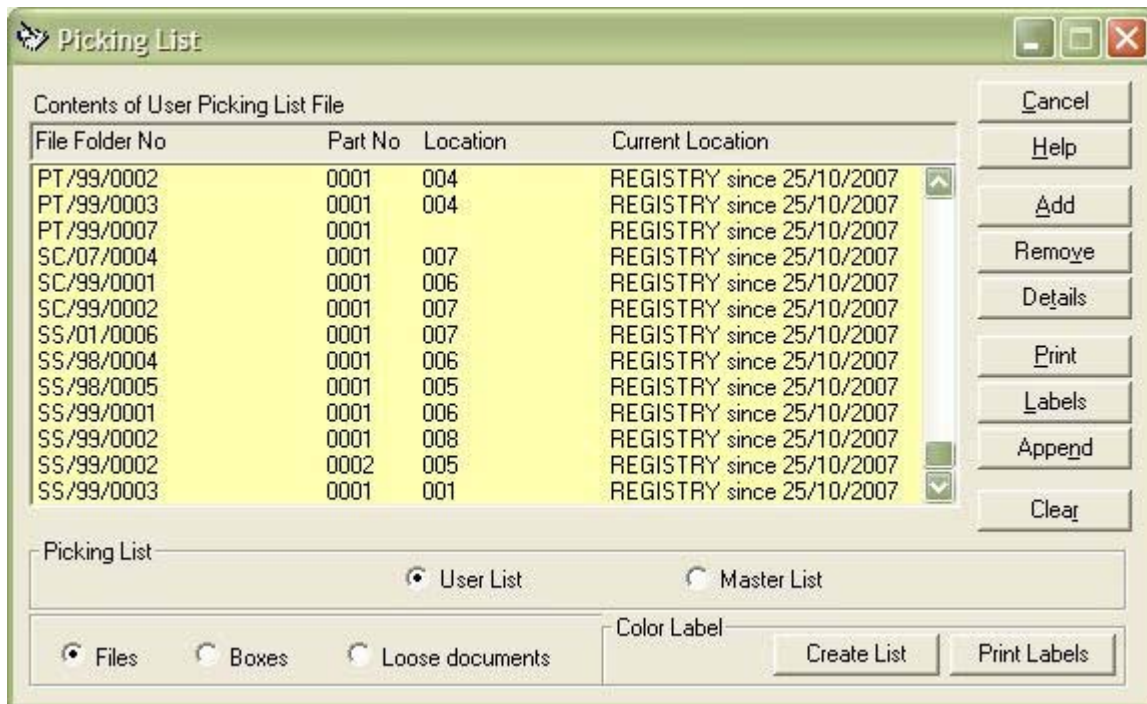 Picking List
Contents of User Picking List File
File Folder No Part No Location Current Location
PT/99/0002 0001 004 REGISTRY since 25/10/2007
PT/99/0003 0001 004 REGISTRY since 25/10/2007
PT/99/0007 0001 REGISTRY since 25/10/2007
SC/07/0004 0001 007 REGISTRY since 25/10/2007
SC/99/0001 0001 006 REGISTRY since 25/10/2007
SC/99/0002 0001 007 REGISTRY since 25/10/2007
SS/01/0006 0001 007 REGISTRY since 25/10/2007
SS/98/0004 0001 006 REGISTRY since 25/10/2007
SS/98/0005 0001 005 REGISTRY since 25/10/2007
SS/99/0001 0001 006 REGISTRY since 25/10/2007
SS/99/0002 0001 008 REGISTRY since 25/10/2007
SS/99/0002 0002 005 REGISTRY since 25/10/2007
SS/99/0003 0001 001 REGISTRY since 25/10/2007
Cancel
Help
Add
Remove
Details
Print
Labels
Append
Clear
Picking List
User List Master List
Files Boxes Loose documents
Color Label
Create List Print Labels